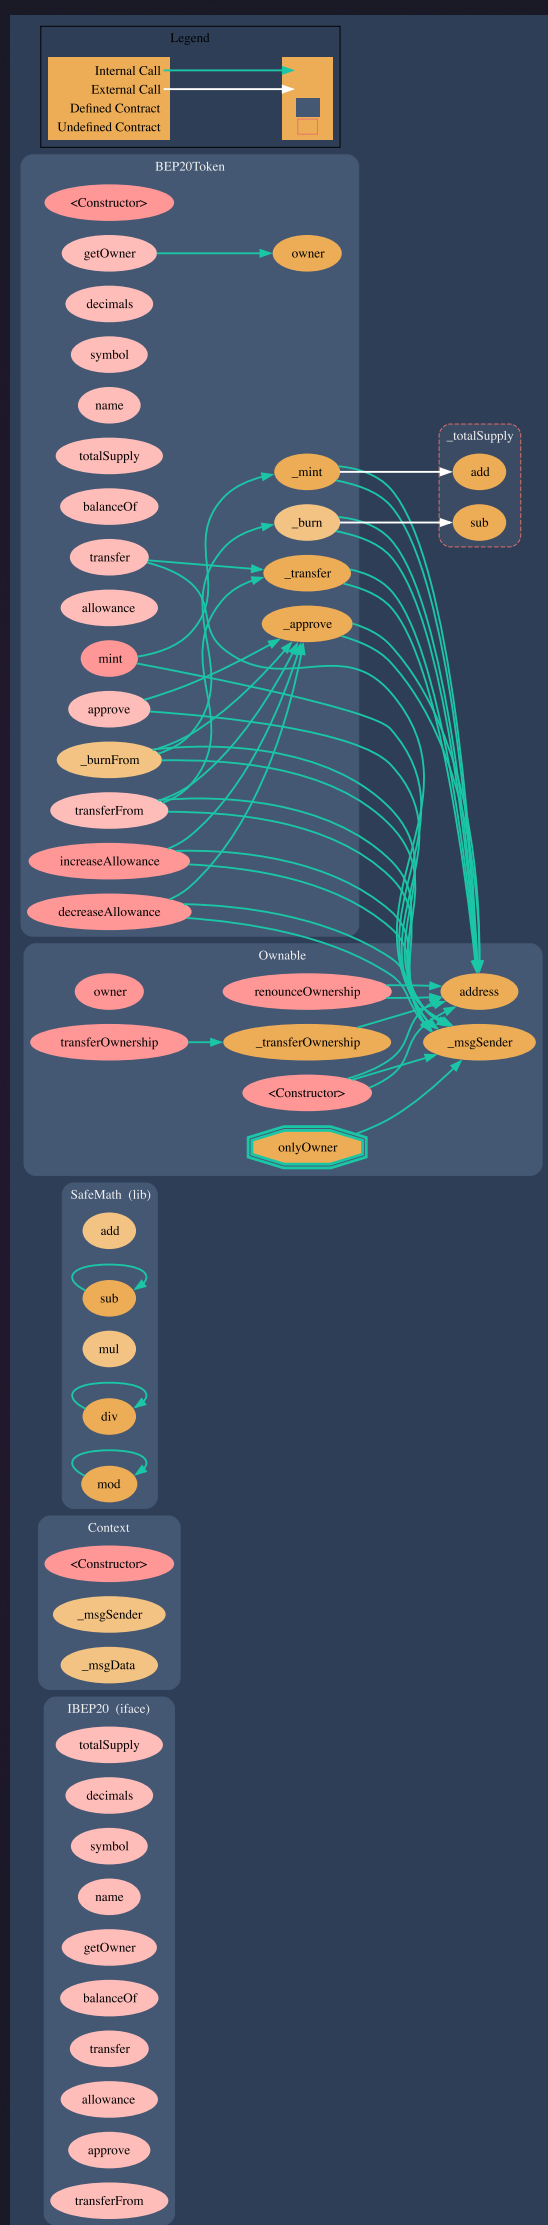 Legend
Internal Call
External Call
Defined Contract
Undefined Contract
BEP20Token
<Constructor>
getOwner
owner
decimals
symbol
name
totalSupply
_mint
_totalSupply
add
balanceOf
_burn
sub
transfer
_transfer
allowance
_approve
mint
approve
_burnFrom
transferFrom
increaseAllowance
decreaseAllowance
Ownable
owner
renounceOwnership
address
transferOwnership
_transferOwnership
_msgSender
<Constructor>
onlyOwner
SafeMath (lib)
add
sub
mul
div
mod
Context
<Constructor>
_msgSender
_msgData
IBEP20 (iface)
totalSupply
decimals
symbol
name
getOwner
balanceOf
transfer
allowance
approve
transferFrom